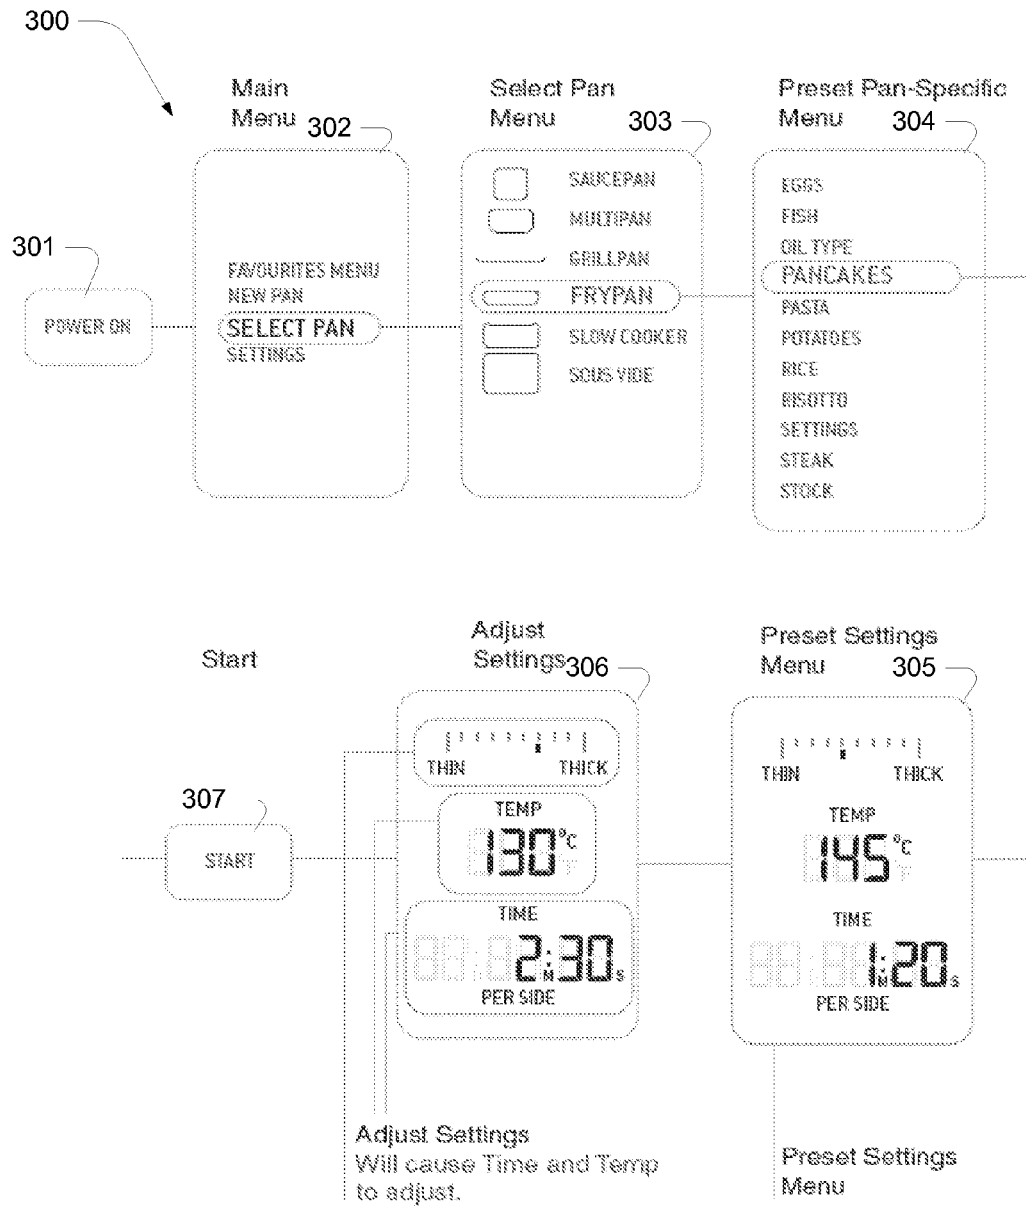 300
Main
Menu
302
Select Pan
Menu
303
Preset Pan-Specific
Menu
304
301
POWER ON
FAVOURITES MENU
NEW PAN
SELECT PAN
SETTINGS
SAUCEPAN
MULTIPAN
GRILLPAN
FRYPAN
SLOW COOKER
SOUS VIDE
EGGS
FISH
OIL TYPE
PANCAKES
PASTA
POTATOES
RICE
RISOTTO
SETTINGS
STEAK
STOCK
Start
307
START
Adjust
Settings
306
THIN THICK
TEMP
130°C
TIME
2:30 M S
PER SIDE
Preset Settings
Menu
305
THIN THICK
TEMP
145°C
TIME
1:20 M S
PER SIDE
Adjust Settings
Will cause Time and Temp
to adjust.
Preset Settings
Menu